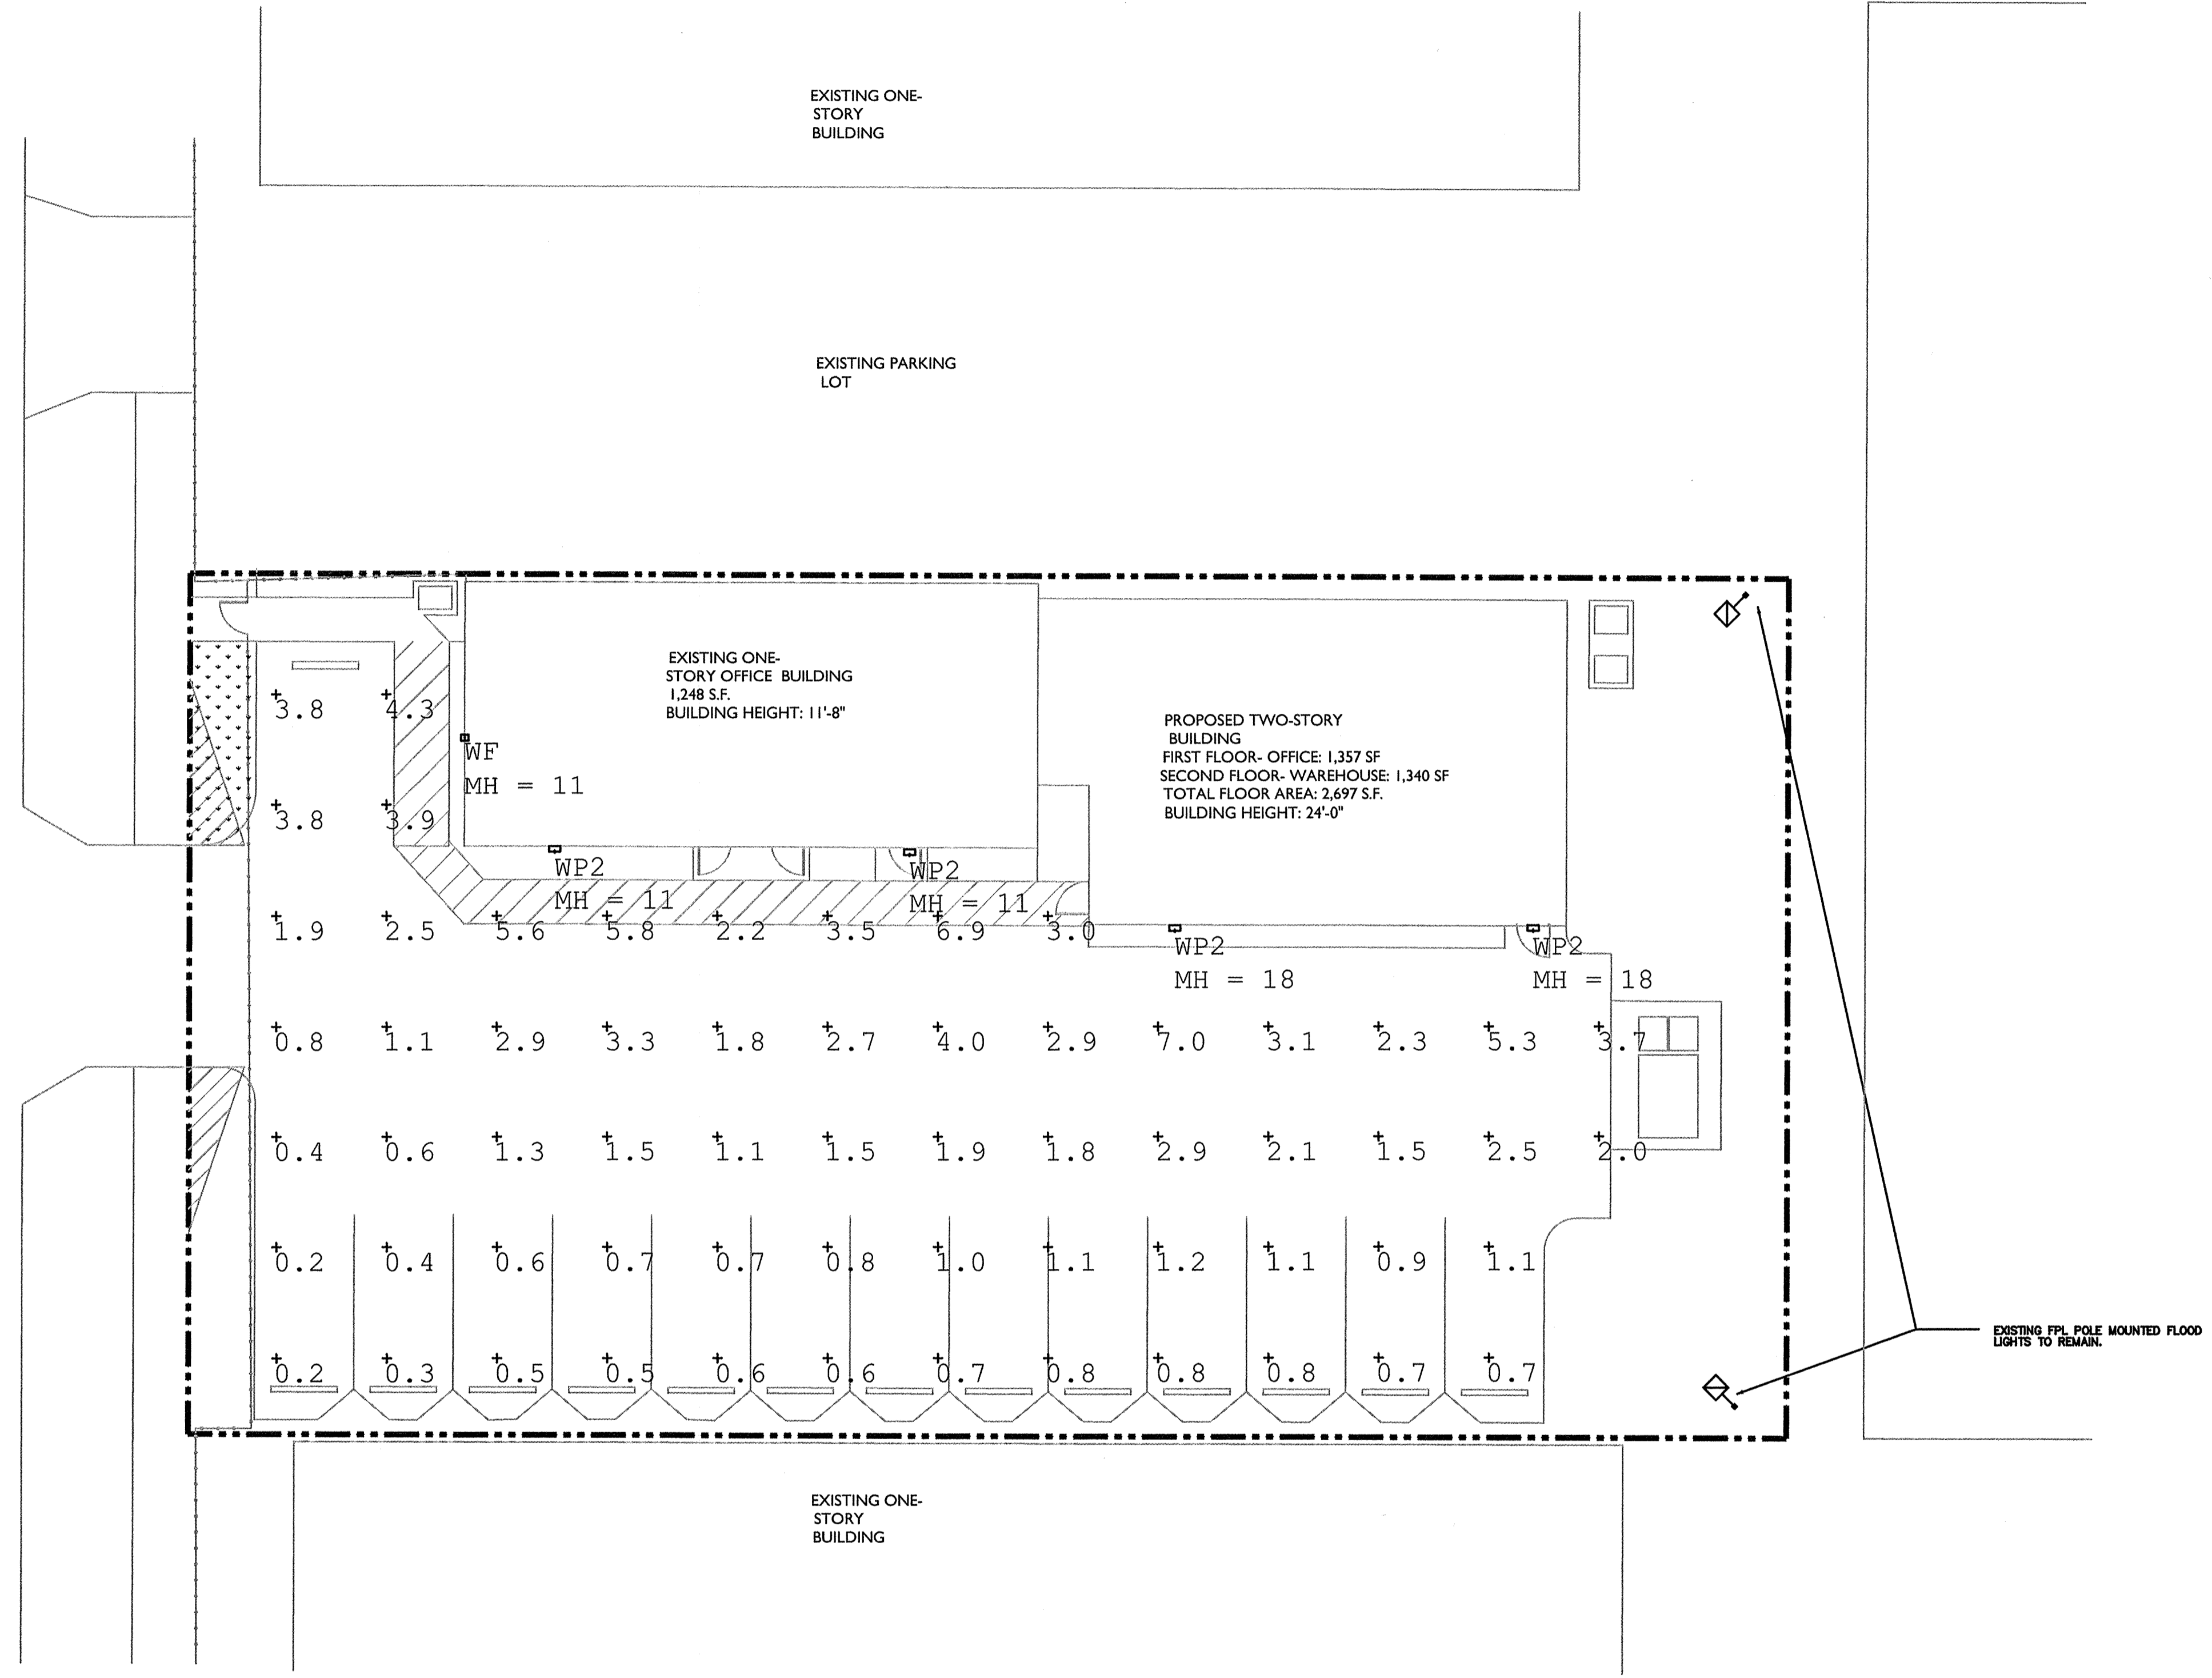 EXISTING ONE-
STORY
BUILDING
EXISTING PARKING
LOT
EXISTING ONE-
STORY OFFICE BUILDING
1,248 S.F.
BUILDING HEIGHT: 11'-8"
PROPOSED TWO-STORY
BUILDING
FIRST FLOOR- OFFICE: 1,357 SF
SECOND FLOOR- WAREHOUSE: 1,340 SF
TOTAL FLOOR AREA: 2,697 S.F.
BUILDING HEIGHT: 24'-0"
3.8 4.3
WF
MH = 11
3.8 3.9
WP2 WP2
MH = 11 MH = 11
1.9 2.5 5.6 5.8 2.2 3.5 6.9 3.0
WP2 WP2
MH = 18 MH = 18
0.8 1.1 2.9 3.3 1.8 2.7 4.0 2.9 7.0 3.1 2.3 5.3 3.7
0.4 0.6 1.3 1.5 1.1 1.5 1.9 1.8 2.9 2.1 1.5 2.5 2.0
0.2 0.4 0.6 0.7 0.7 0.8 1.0 1.1 1.2 1.1 0.9 1.1
0.2 0.3 0.5 0.5 0.6 0.6 0.7 0.8 0.8 0.8 0.7 0.7
EXISTING FPL POLE MOUNTED FLOOD
LIGHTS TO REMAIN.
EXISTING ONE-
STORY
BUILDING